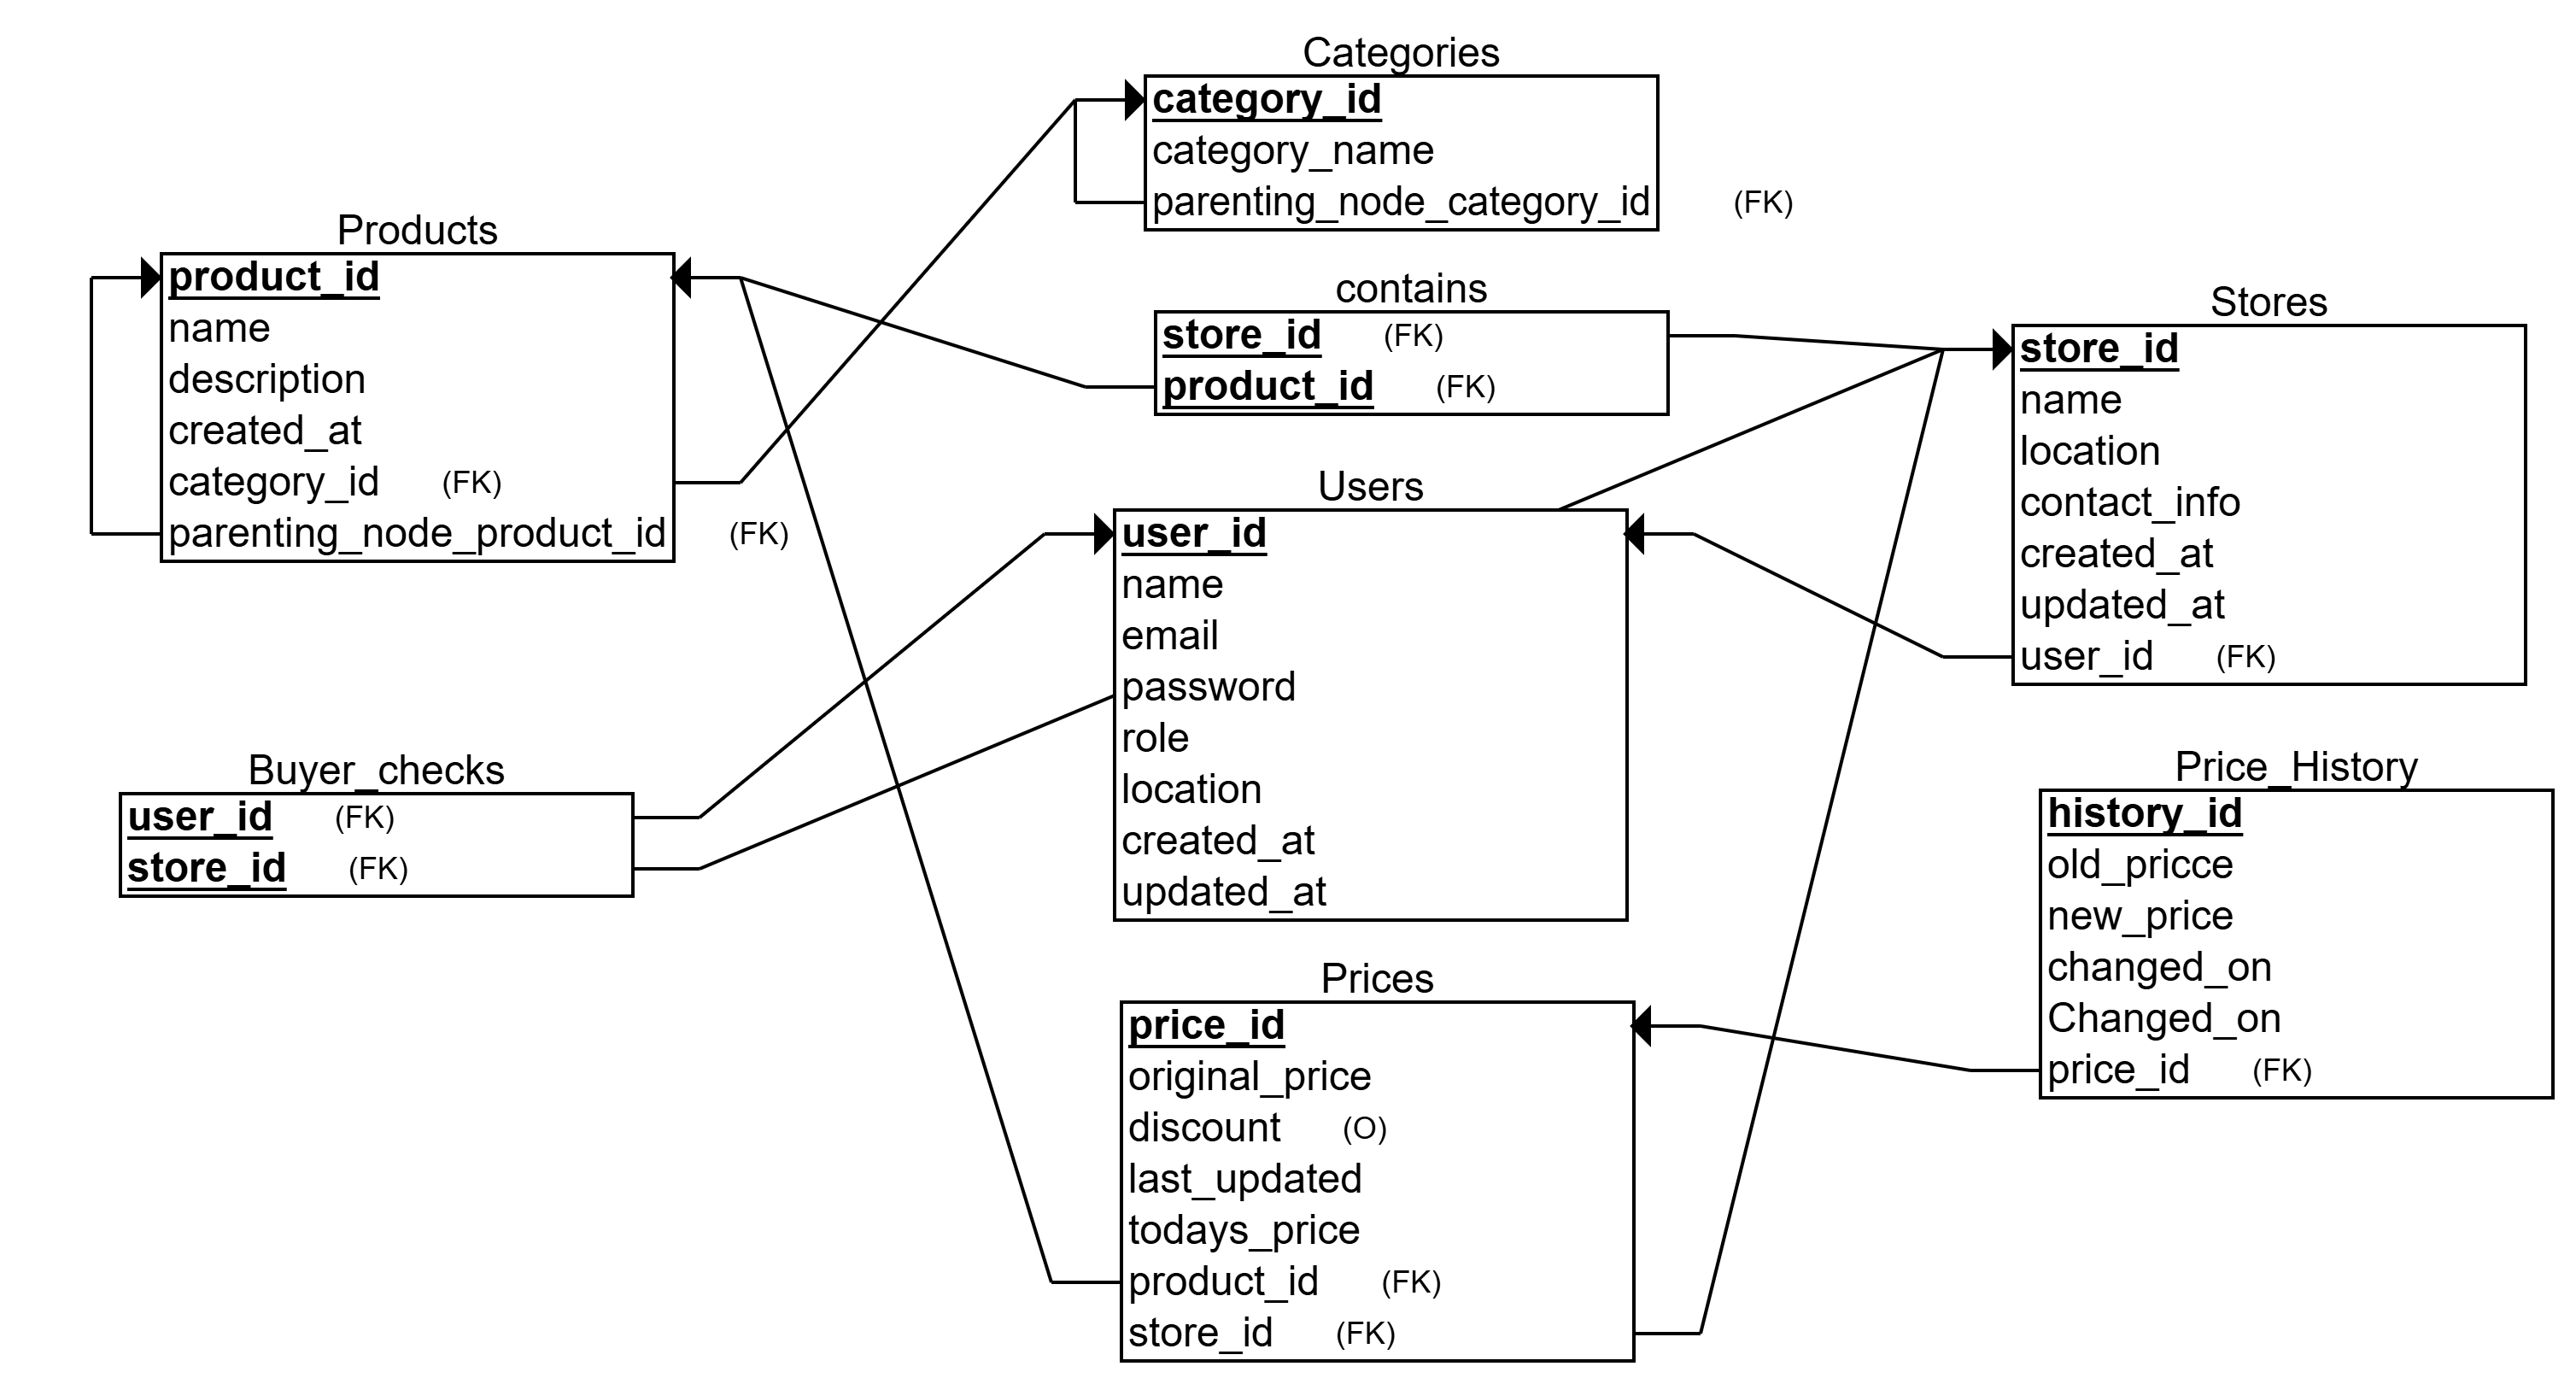 Categories
category_id
category_name
parenting_node_category_id (FK)
Products
product_id
name
description
created_at
category_id (FK)
parenting_node_product_id (FK)
contains
store_id (FK)
product_id (FK)
Stores
store_id
name
location
contact_info
created_at
updated_at
user_id (FK)
Users
user_id
name
email
password
role
location
created_at
updated_at
Buyer_checks
user_id (FK)
store_id (FK)
Price_History
history_id
old_pricce
new_price
changed_on
Changed_on
price_id (FK)
Prices
price_id
original_price
discount (O)
last_updated
todays_price
product_id (FK)
store_id (FK)